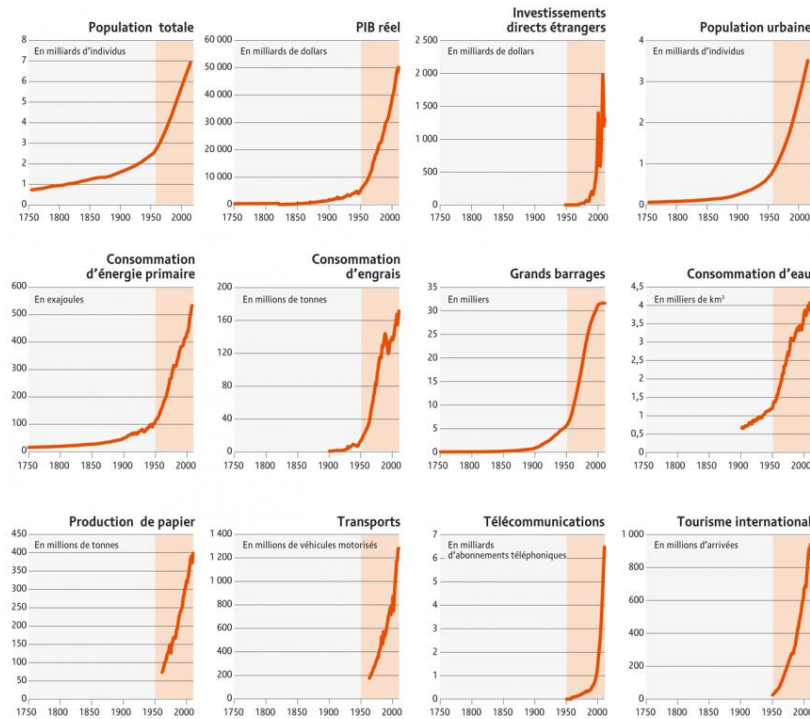 Population totale
En milliards d'individus
8
7
6
5
4
3
2
1
0
1750 1800 1850 1900 1950 2000
PIB réel
En milliards de dollars
60 000
50 000
40 000
30 000
20 000
10 000
0
1750 1800 1850 1900 1950 2000
Investissements
directs étrangers
En milliards de dollars
2 500
2 000
1 500
1 000
500
0
1750 1800 1850 1900 1950 2000
Population urbaine
En milliards d'individus
4
3
2
1
0
1750 1800 1850 1900 1950 2000
Consommation
d'énergie primaire
En exajoules
600
500
400
300
200
100
0
1750 1800 1850 1900 1950 2000
Consommation
d'engrais
En millions de tonnes
200
160
120
80
40
0
1750 1800 1850 1900 1950 2000
Grands barrages
En milliers
35
30
25
20
15
10
5
0
1750 1800 1850 1900 1950 2000
Consommation d'eau
En milliers de km³
4,5
4
3,5
3
2,5
2
1,5
1
0,5
0
1750 1800 1850 1900 1950 2000
Production de papier
En millions de tonnes
450
400
350
300
250
200
150
100
50
0
1750 1800 1850 1900 1950 2000
Transports
En millions de véhicules motorisés
1 400
1 200
1 000
800
600
400
200
0
1750 1800 1850 1900 1950 2000
Télécommunications
En milliards
d'abonnements téléphoniques
7
6
5
4
3
2
1
0
1750 1800 1850 1900 1950 2000
Tourisme international
En millions d'arrivées
1 000
800
600
400
200
0
1750 1800 1850 1900 1950 2000